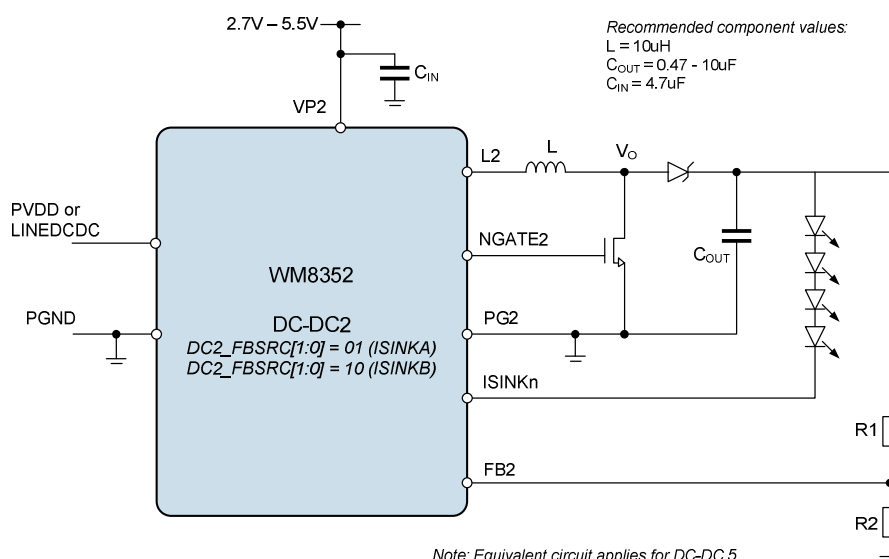 2.7V – 5.5V
Recommended component values:
L = 10uH
COUT = 0.47 - 10uF
CIN = 4.7uF
CIN
VP2
L2
L
VO
PVDD or
LINEDCDC
NGATE2
COUT
WM8352
PGND
DC-DC2
PG2
DC2_FBSRC[1:0] = 01 (ISINKA)
DC2_FBSRC[1:0] = 10 (ISINKB)
ISINKn
R1
FB2
R2
Note: Equivalent circuit applies for DC-DC 5